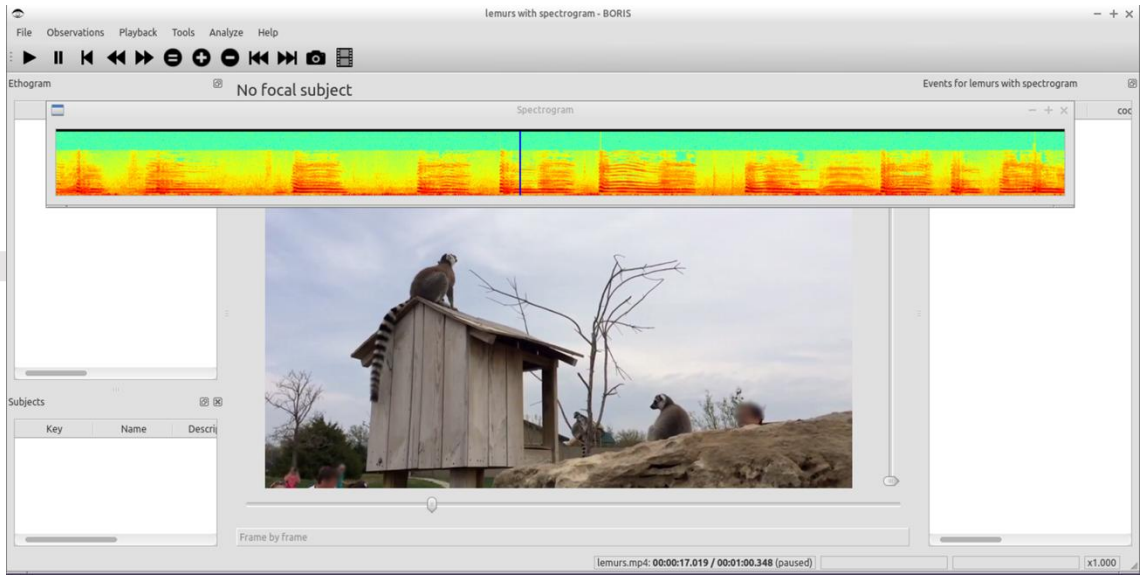 lemurs with spectrogram - BORIS
File Observations Playback Tools Analyze Help
Ethogram
No focal subject
Events for lemurs with spectrogram
Spectrogram
coc
Subjects
Key Name Descrip
Frame by frame
lemurs.mp4: 00:00:17.019 / 00:01:00.348 (paused)
x1.000